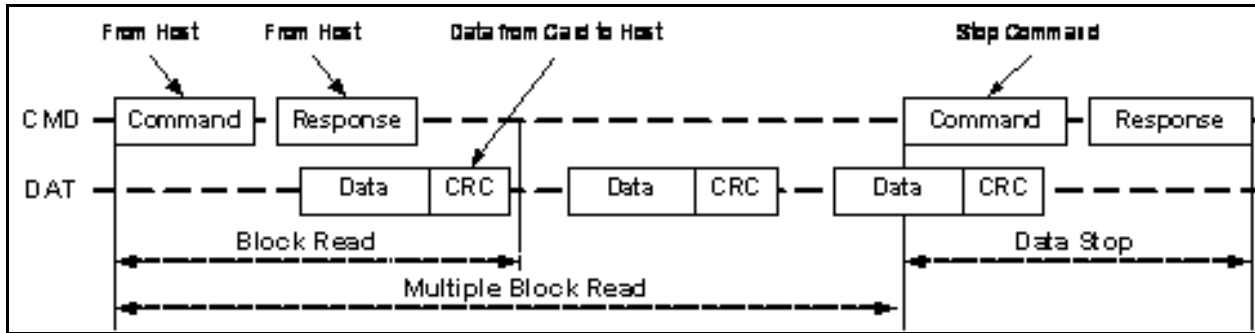 From Host From Host Data from Card to Host Stop Command
CMD Command Response Command Response
DAT Data CRC Data CRC Data CRC
Block Read Data Stop
Multiple Block Read